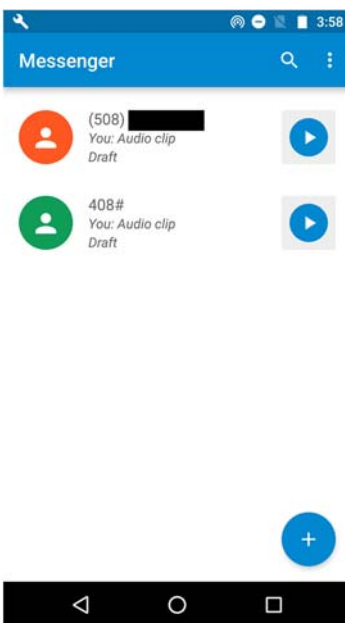 3:58
Messenger
(508)
You: Audio clip
Draft
408#
You: Audio clip
Draft
+